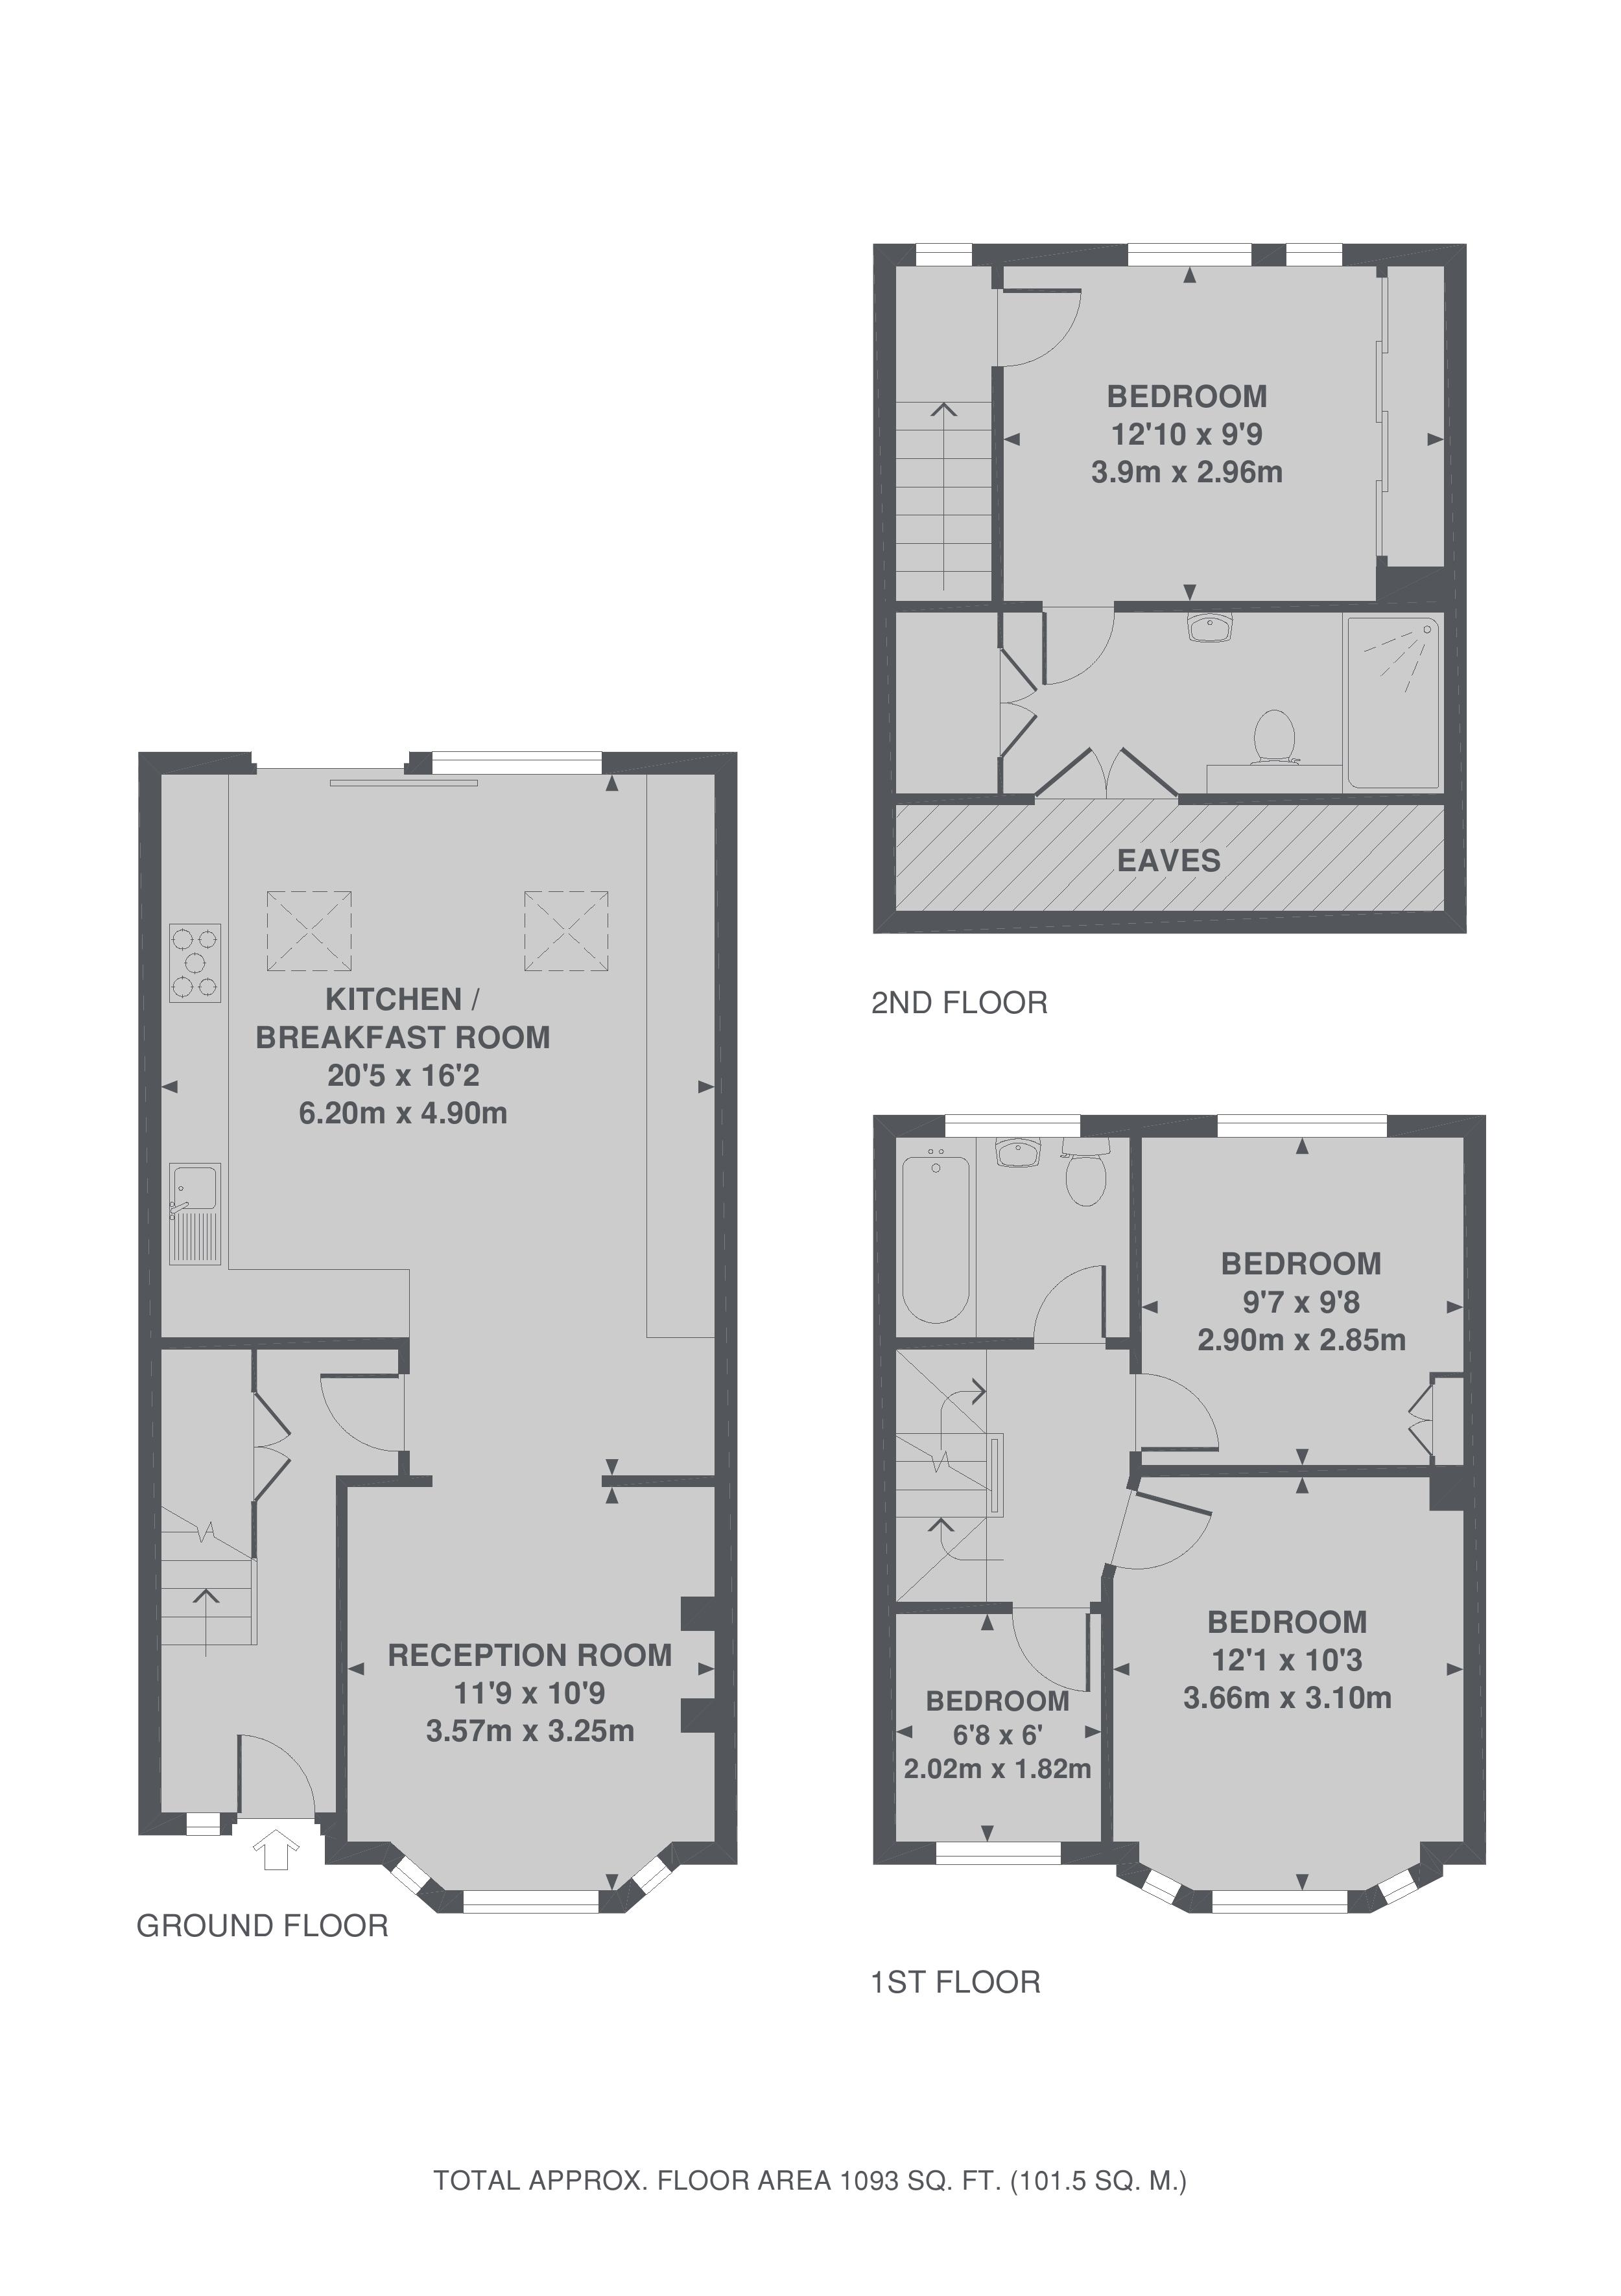 BEDROOM
12'10 x 9'9
3.9m x 2.96m
EAVES
2ND FLOOR
KITCHEN /
BREAKFAST ROOM
20'5 x 16'2
6.20m x 4.90m
RECEPTION ROOM
11'9 x 10'9
3.57m x 3.25m
GROUND FLOOR
BEDROOM
9'7 x 9'8
2.90m x 2.85m
BEDROOM
12'1 x 10'3
3.66m x 3.10m
BEDROOM
6'8 x 6'
2.02m x 1.82m
1ST FLOOR
TOTAL APPROX. FLOOR AREA 1093 SQ. FT. (101.5 SQ. M.)